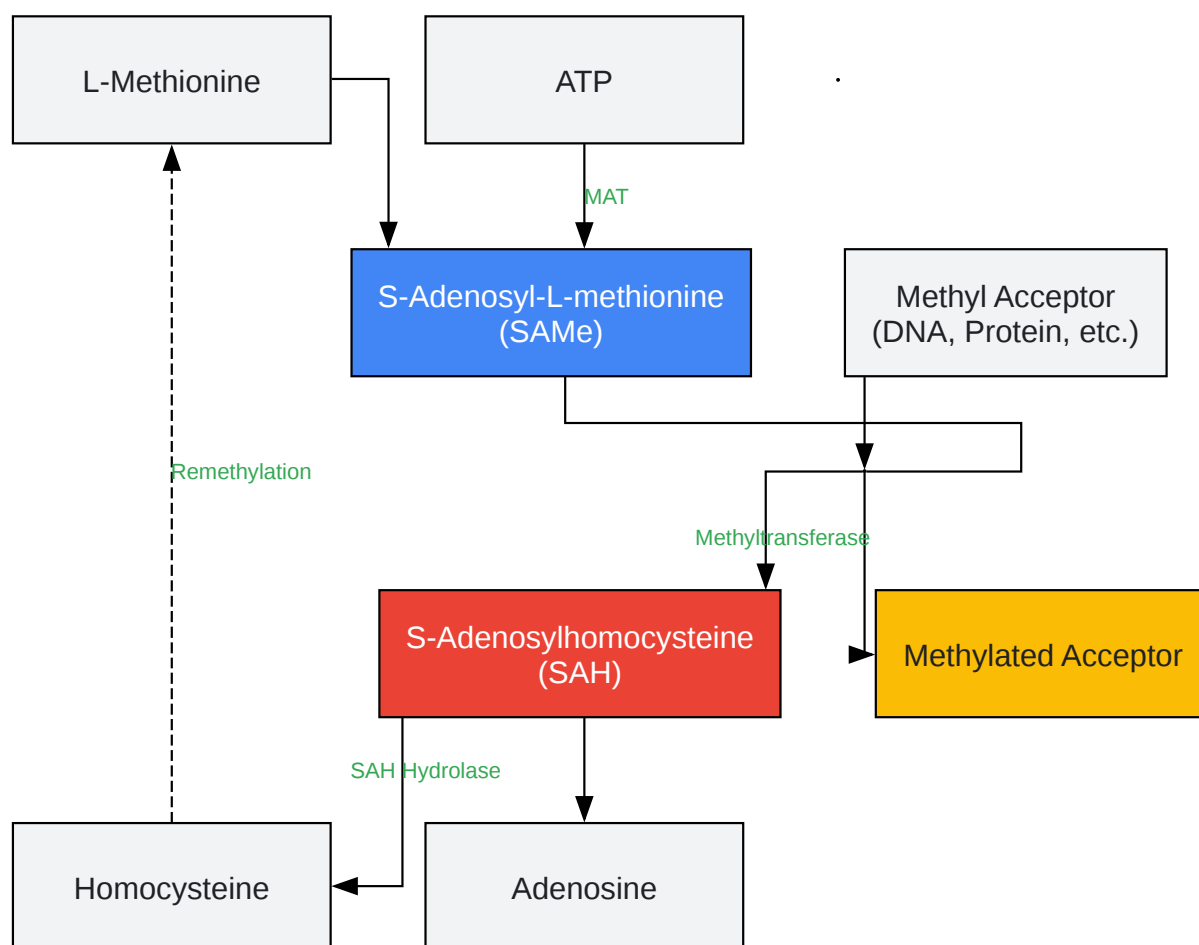 L-Methionine
ATP
MAT
S-Adenosyl-L-methionine
(SAMe)
Methyl Acceptor
(DNA, Protein, etc.)
Remethylation
Methyltransferase
S-Adenosylhomocysteine
(SAH)
Methylated Acceptor
SAH Hydrolase
Homocysteine
Adenosine